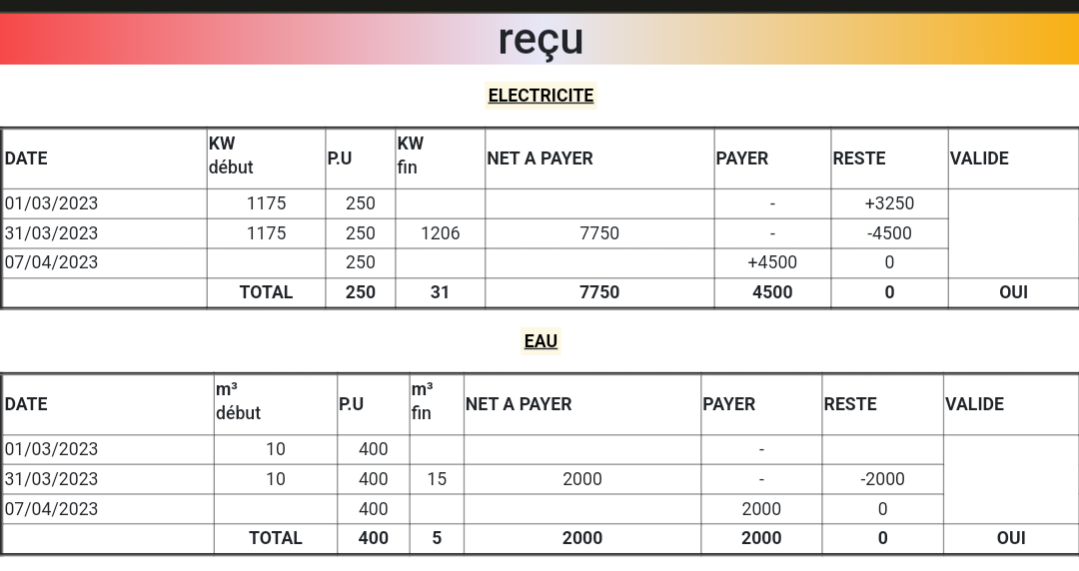 reçu
ELECTRICITE
DATE KW début P.U KW fin NET A PAYER PAYER RESTE VALIDE
01/03/2023 1175 250 - +3250
31/03/2023 1175 250 1206 7750 - -4500
07/04/2023 250 +4500 0
TOTAL 250 31 7750 4500 0 OUI
EAU
DATE m³ début P.U m³ fin NET A PAYER PAYER RESTE VALIDE
01/03/2023 10 400 -
31/03/2023 10 400 15 2000 - -2000
07/04/2023 400 2000 0
TOTAL 400 5 2000 2000 0 OUI